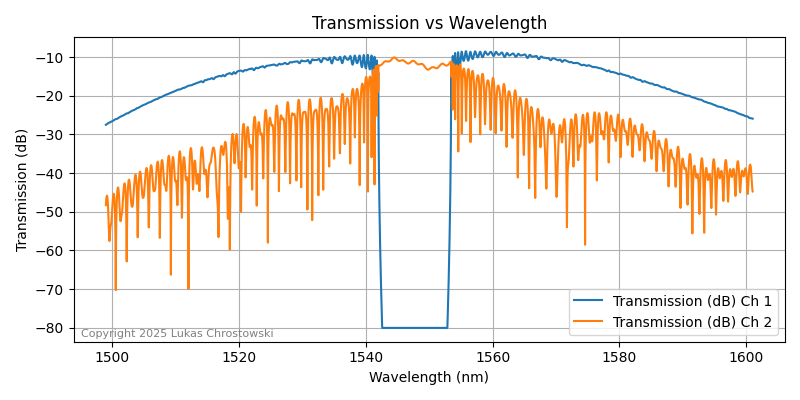 Transmission vs Wavelength
Transmission (dB)
−10
−20
−30
−40
−50
−60
−70
−80
Transmission (dB) Ch 1
Transmission (dB) Ch 2
Copyright 2025 Lukas Chrostowski
1500 1520 1540 1560 1580 1600
Wavelength (nm)